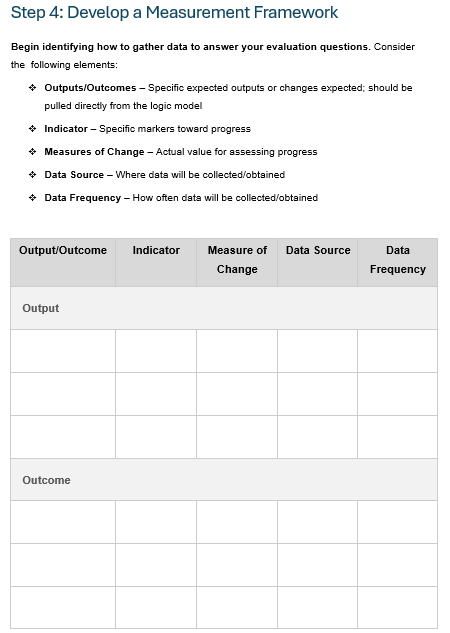 Step 4: Develop a Measurement Framework
Begin identifying how to gather data to answer your evaluation questions. Consider
the following elements:
❖ Outputs/Outcomes – Specific expected outputs or changes expected; should be
pulled directly from the logic model
❖ Indicator – Specific markers toward progress
❖ Measures of Change – Actual value for assessing progress
❖ Data Source – Where data will be collected/obtained
❖ Data Frequency – How often data will be collected/obtained
Output/Outcome Indicator Measure of Data Source Data
Change Frequency
Output
Outcome